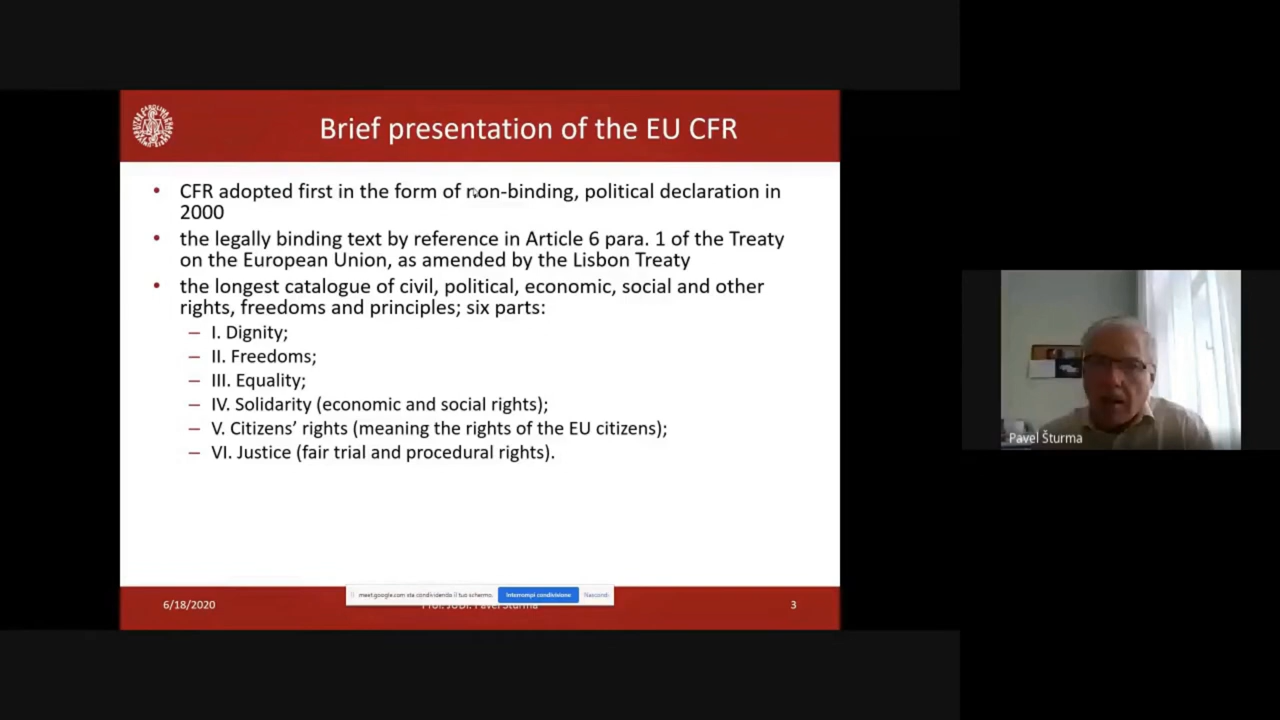 Brief presentation of the EU CFR
• CFR adopted first in the form of non-binding, political declaration in
2000
• the legally binding text by reference in Article 6 para. 1 of the Treaty
on the European Union, as amended by the Lisbon Treaty
• the longest catalogue of civil, political, economic, social and other
rights, freedoms and principles; six parts:
– I. Dignity;
– II. Freedoms;
– III. Equality;
– IV. Solidarity (economic and social rights);
– V. Citizens’ rights (meaning the rights of the EU citizens);
– VI. Justice (fair trial and procedural rights).
Pavel Šturma
meet.google.com sta condividendo il tuo schermo. Interrompi condivisione Nascondi
6/18/2020 Pavel Šturma 3